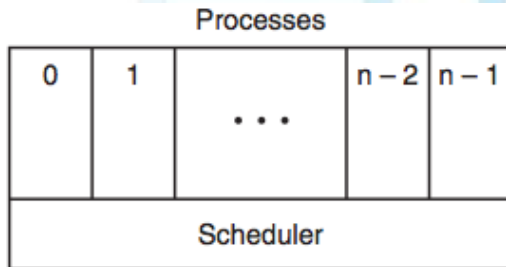 Processes
0 1 • • • n – 2 n – 1
Scheduler